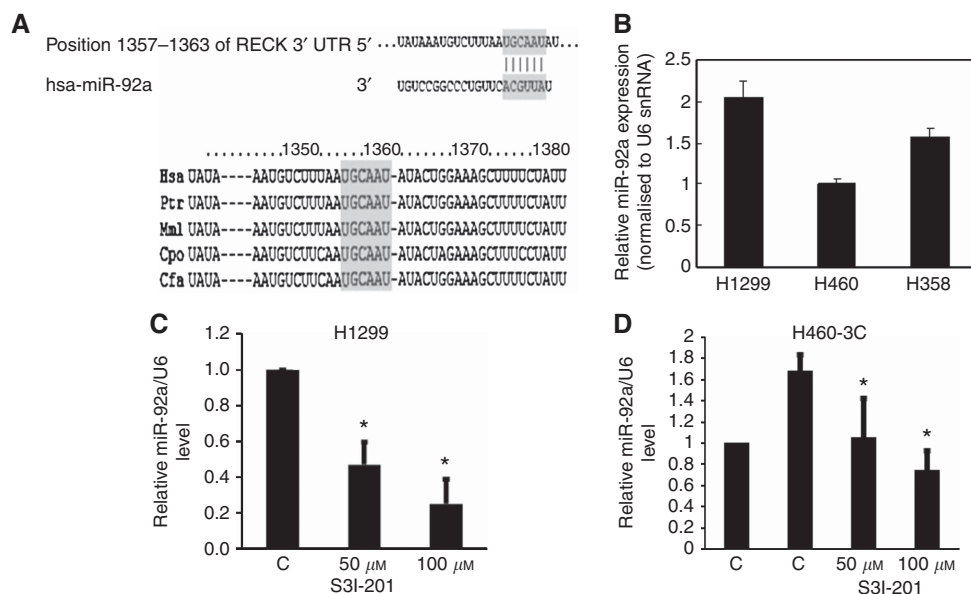 A
Position 1357–1363 of RECK 3′ UTR 5′ ...UAUAAAUGUCUUUAAUGCAAUAU...
hsa-miR-92a 3′ UGUCCGGCCCUGUUCACGUUAU
..........1350......1360........1370........1380
Hsa UAUA----AAUGUCUUUAAUGCAAU-AUACUGGAAAGCUUUUCUAUU
Ptr UAUA----AAUGUCUUUAAUGCAAU-AUACUGGAAAGCUUUUCUAUU
Mml UAUA----AAUGUCUUUAAUGCAAU-AUACUGGAAAGCUUUUCUAUU
Cpo UAUA----AAUGUCUUCAAUGCAAU-AUACUAGAAAGCUUUCCUAUU
Cfa UAUA----AAUGUCUUCAAUGCAAU-AUACUGGAAAGCUUUUCUAUU
B
Relative miR-92a expression
(normalised to U6 snRNA)
2.5
2
1.5
1
0.5
0
H1299 H460 H358
C
H1299
Relative miR-92a/U6
level
1.2
1.0
0.8
0.6
0.4
0.2
0.0
* *
C 50 μM 100 μM
S3I-201
D
H460-3C
Relative miR-92a/U6
level
2
1.8
1.6
1.4
1.2
1
0.8
0.6
0.4
0.2
0
* *
C C 50 μM 100 μM
S3I-201